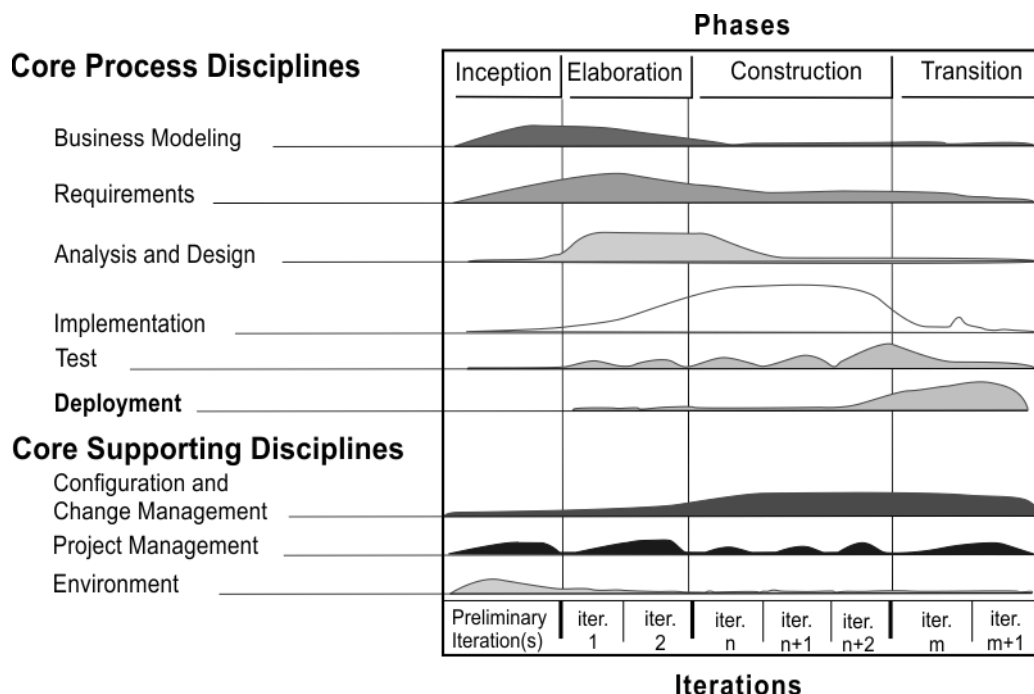 Phases
Core Process Disciplines
Inception Elaboration Construction Transition
Business Modeling
Requirements
Analysis and Design
Implementation
Test
Deployment
Core Supporting Disciplines
Configuration and
Change Management
Project Management
Environment
Preliminary
Iteration(s)
iter.
1
iter.
2
iter.
n
iter.
n+1
iter.
n+2
iter.
m
iter.
m+1
Iterations